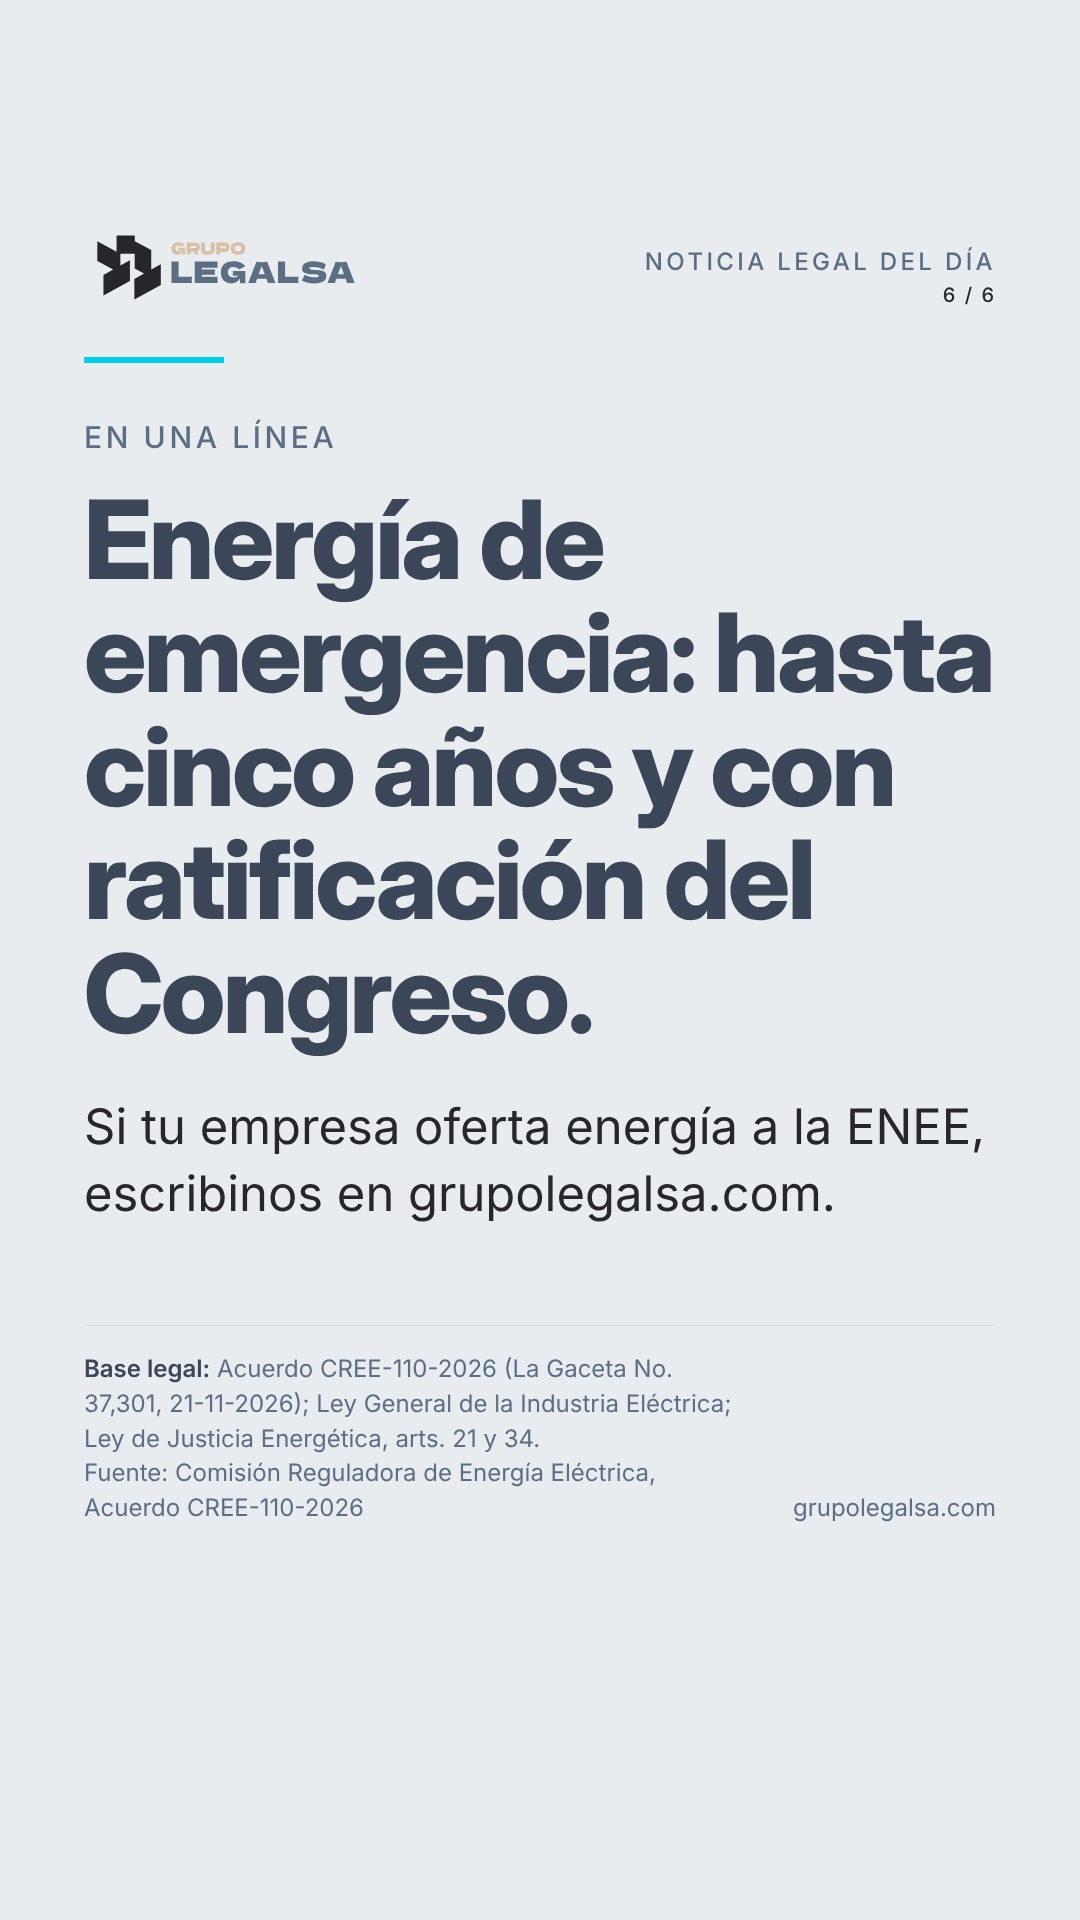 GRUPO
LEGALSA
NOTICIA LEGAL DEL DÍA
6 / 6
EN UNA LÍNEA
Energía de
emergencia: hasta
cinco años y con
ratificación del
Congreso.
Si tu empresa oferta energía a la ENEE,
escribinos en grupolegalsa.com.
Base legal: Acuerdo CREE-110-2026 (La Gaceta No.
37,301, 21-11-2026); Ley General de la Industria Eléctrica;
Ley de Justicia Energética, arts. 21 y 34.
Fuente: Comisión Reguladora de Energía Eléctrica,
Acuerdo CREE-110-2026
grupolegalsa.com